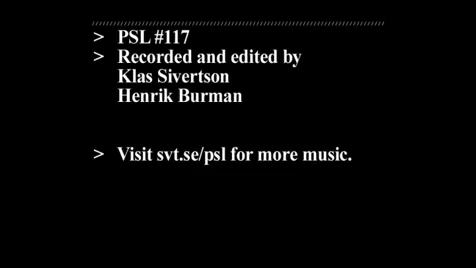 > PSL #117
> Recorded and edited by
Klas Sivertson
Henrik Burman
> Visit svt.se/psl for more music.